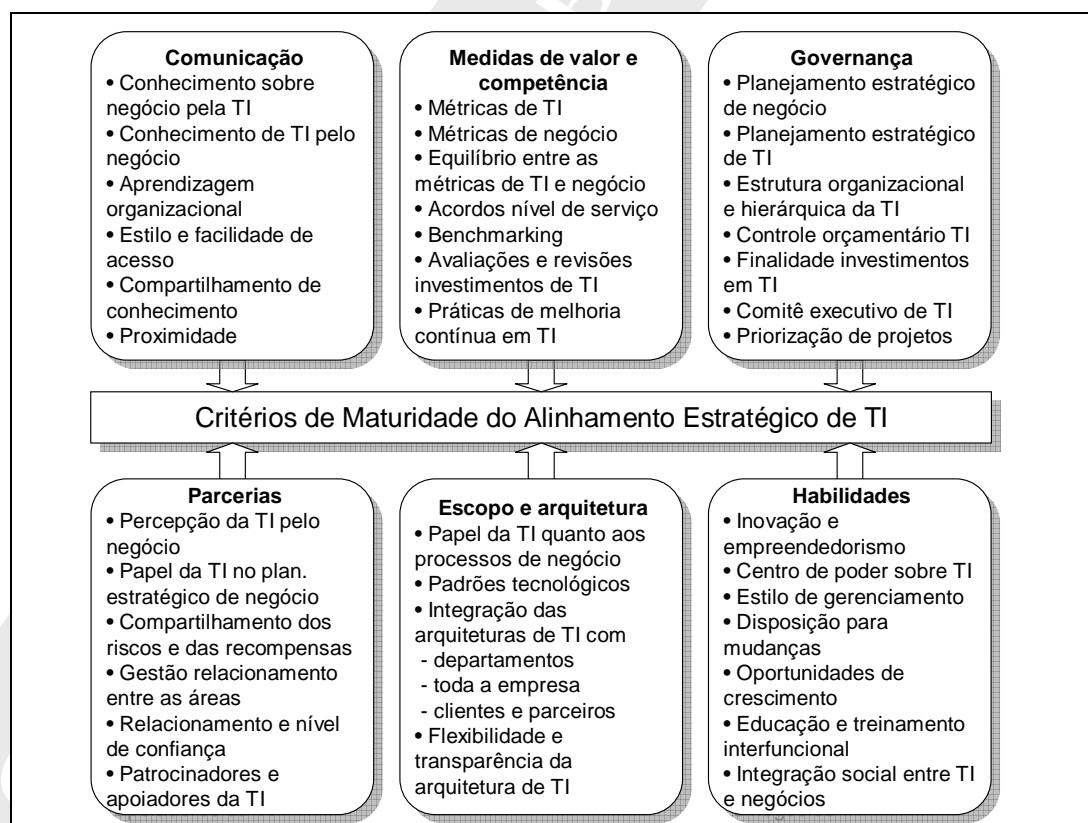 Comunicação
• Conhecimento sobre
negócio pela TI
• Conhecimento de TI pelo
negócio
• Aprendizagem
organizacional
• Estilo e facilidade de
acesso
• Compartilhamento de
conhecimento
• Proximidade
Medidas de valor e
competência
• Métricas de TI
• Métricas de negócio
• Equilíbrio entre as
métricas de TI e negócio
• Acordos nível de serviço
• Benchmarking
• Avaliações e revisões
investimentos de TI
• Práticas de melhoria
contínua em TI
Governança
• Planejamento estratégico
de negócio
• Planejamento estratégico
de TI
• Estrutura organizacional
e hierárquica da TI
• Controle orçamentário TI
• Finalidade investimentos
em TI
• Comitê executivo de TI
• Priorização de projetos
Critérios de Maturidade do Alinhamento Estratégico de TI
Parcerias
• Percepção da TI pelo
negócio
• Papel da TI no plan.
estratégico de negócio
• Compartilhamento dos
riscos e das recompensas
• Gestão relacionamento
entre as áreas
• Relacionamento e nível
de confiança
• Patrocinadores e
apoiadores da TI
Escopo e arquitetura
• Papel da TI quanto aos
processos de negócio
• Padrões tecnológicos
• Integração das
arquiteturas de TI com
- departamentos
- toda a empresa
- clientes e parceiros
• Flexibilidade e
transparência da
arquitetura de TI
Habilidades
• Inovação e
empreendedorismo
• Centro de poder sobre TI
• Estilo de gerenciamento
• Disposição para
mudanças
• Oportunidades de
crescimento
• Educação e treinamento
interfuncional
• Integração social entre TI
e negócios